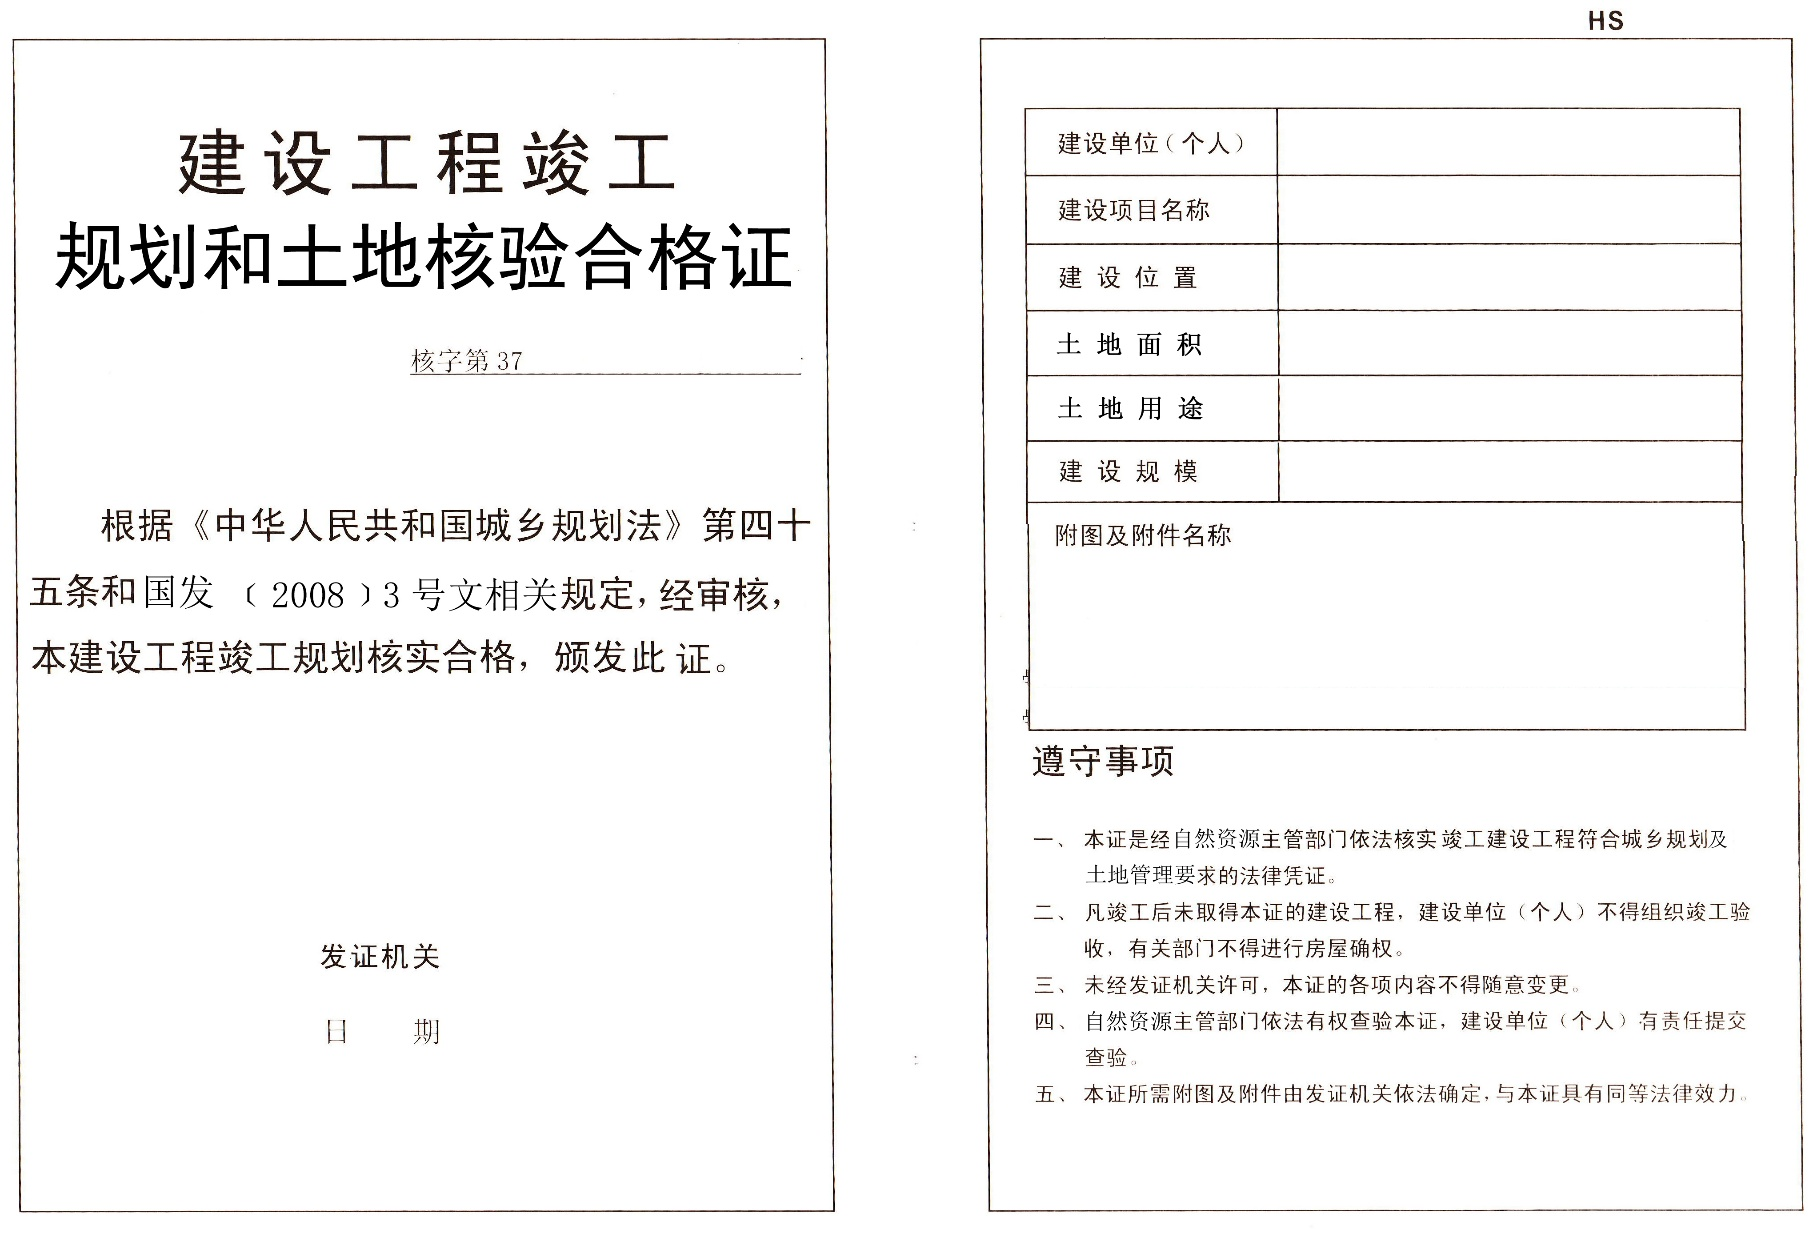 建设工程竣工
规划和土地核验合格证
核字第 37
根据《中华人民共和国城乡规划法》第四十
五条和国发﹝2008﹞3 号文相关规定，经审核，
本建设工程竣工规划核实合格，颁发此 证。
发证机关
日 期
HS
建设单位（个人）
建设项目名称
建 设 位 置
土 地 面 积
土 地 用 途
建 设 规 模
附图及附件名称
遵守事项
一、 本证是经自然资源主管部门依法核实 竣工建设工程符合城乡规划及
土地管理要求的法律凭证。
二、 凡竣工后未取得本证的建设工程，建设单位（个人）不得组织竣工验
收，有关部门不得进行房屋确权。
三、 未经发证机关许可，本证的各项内容不得随意变更。
四、 自然资源主管部门依法有权查验本证，建设单位（个人）有责任提交
查验。
五、 本证所需附图及附件由发证机关依法确定，与本证具有同等法律效力。